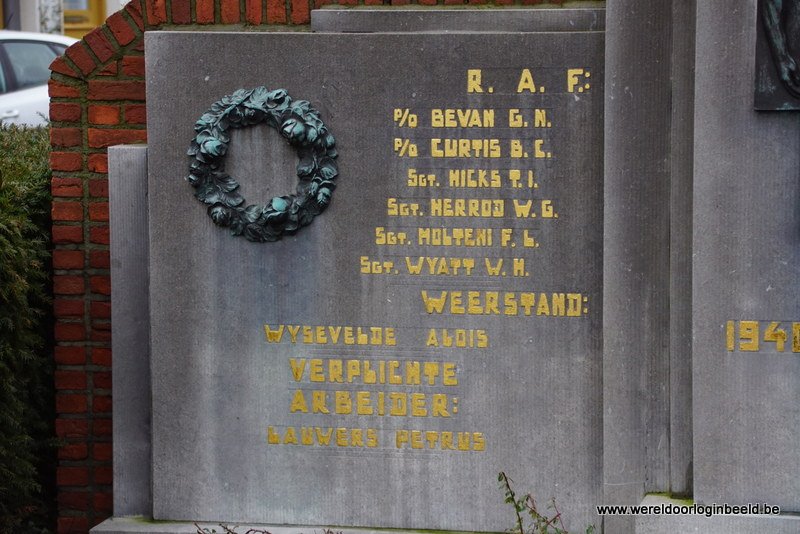 R. A. F.:
P/O BEVAN G. N.
P/O CURTIS B. C.
SGT. HICKS T. I.
SGT. HERROD W. G.
SGT. MOLTENI F. L.
SGT. WYATT W. H.
WEERSTAND:
WYSEVELDE ALOIS
VERPLICHTE
ARBEIDER:
LAUWERS PETRUS
194
www.wereldoorloginbeeld.be